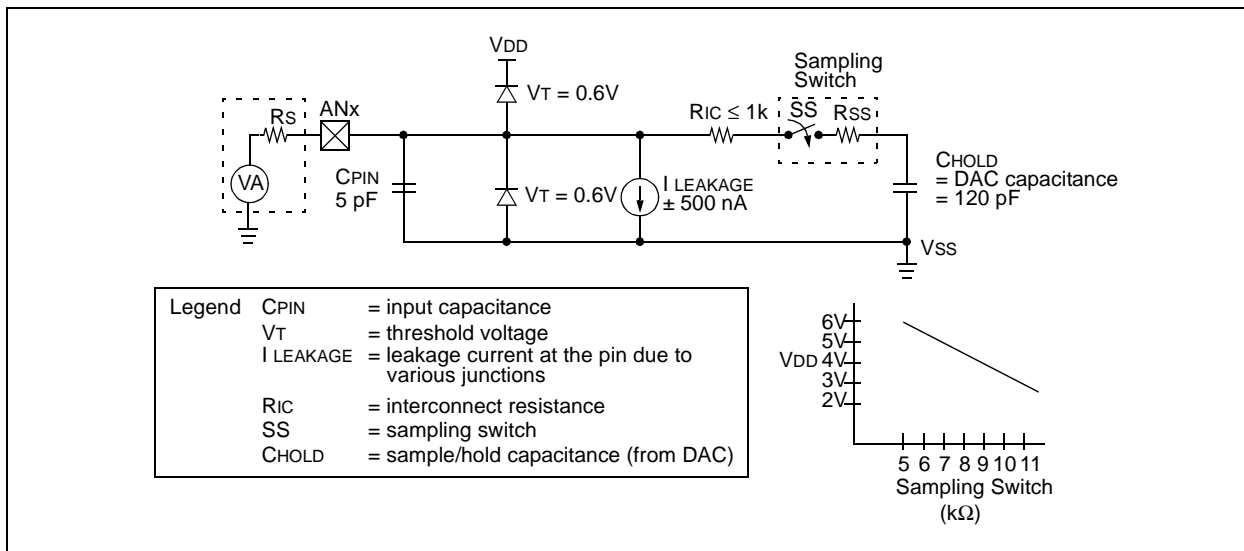 VDD
Sampling
Switch
VT = 0.6V
ANx
RS
RIC ≤ 1k
SS
RSS
VA
CPIN
5 pF
VT = 0.6V
I LEAKAGE
± 500 nA
CHOLD
= DAC capacitance
= 120 pF
VSS
Legend CPIN = input capacitance
VT = threshold voltage
I LEAKAGE = leakage current at the pin due to
various junctions
RIC = interconnect resistance
SS = sampling switch
CHOLD = sample/hold capacitance (from DAC)
6V
5V
VDD 4V
3V
2V
5 6 7 8 9 10 11
Sampling Switch
(kΩ)